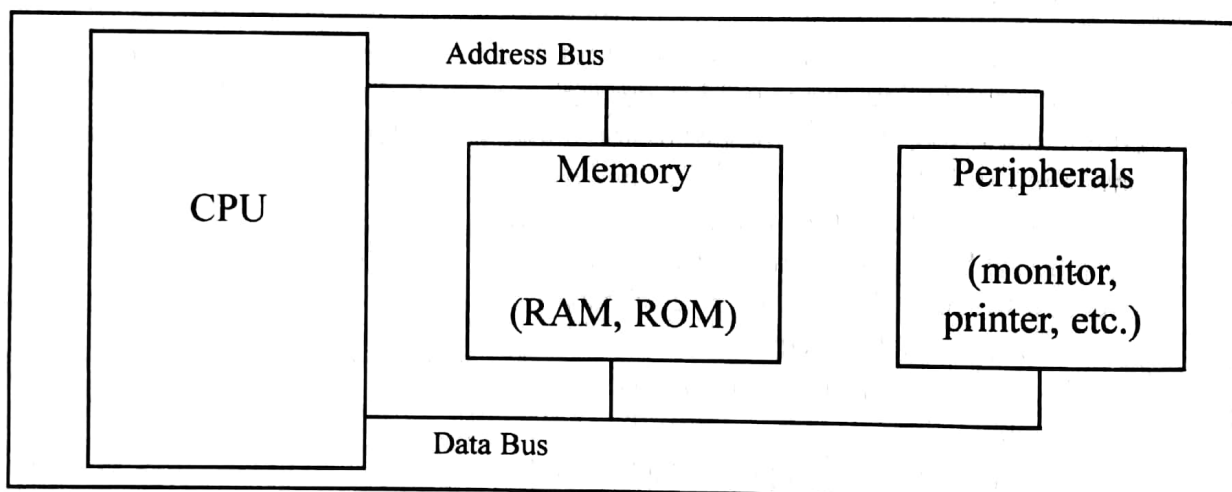 Address Bus
CPU
Memory
(RAM, ROM)
Peripherals
(monitor,
printer, etc.)
Data Bus